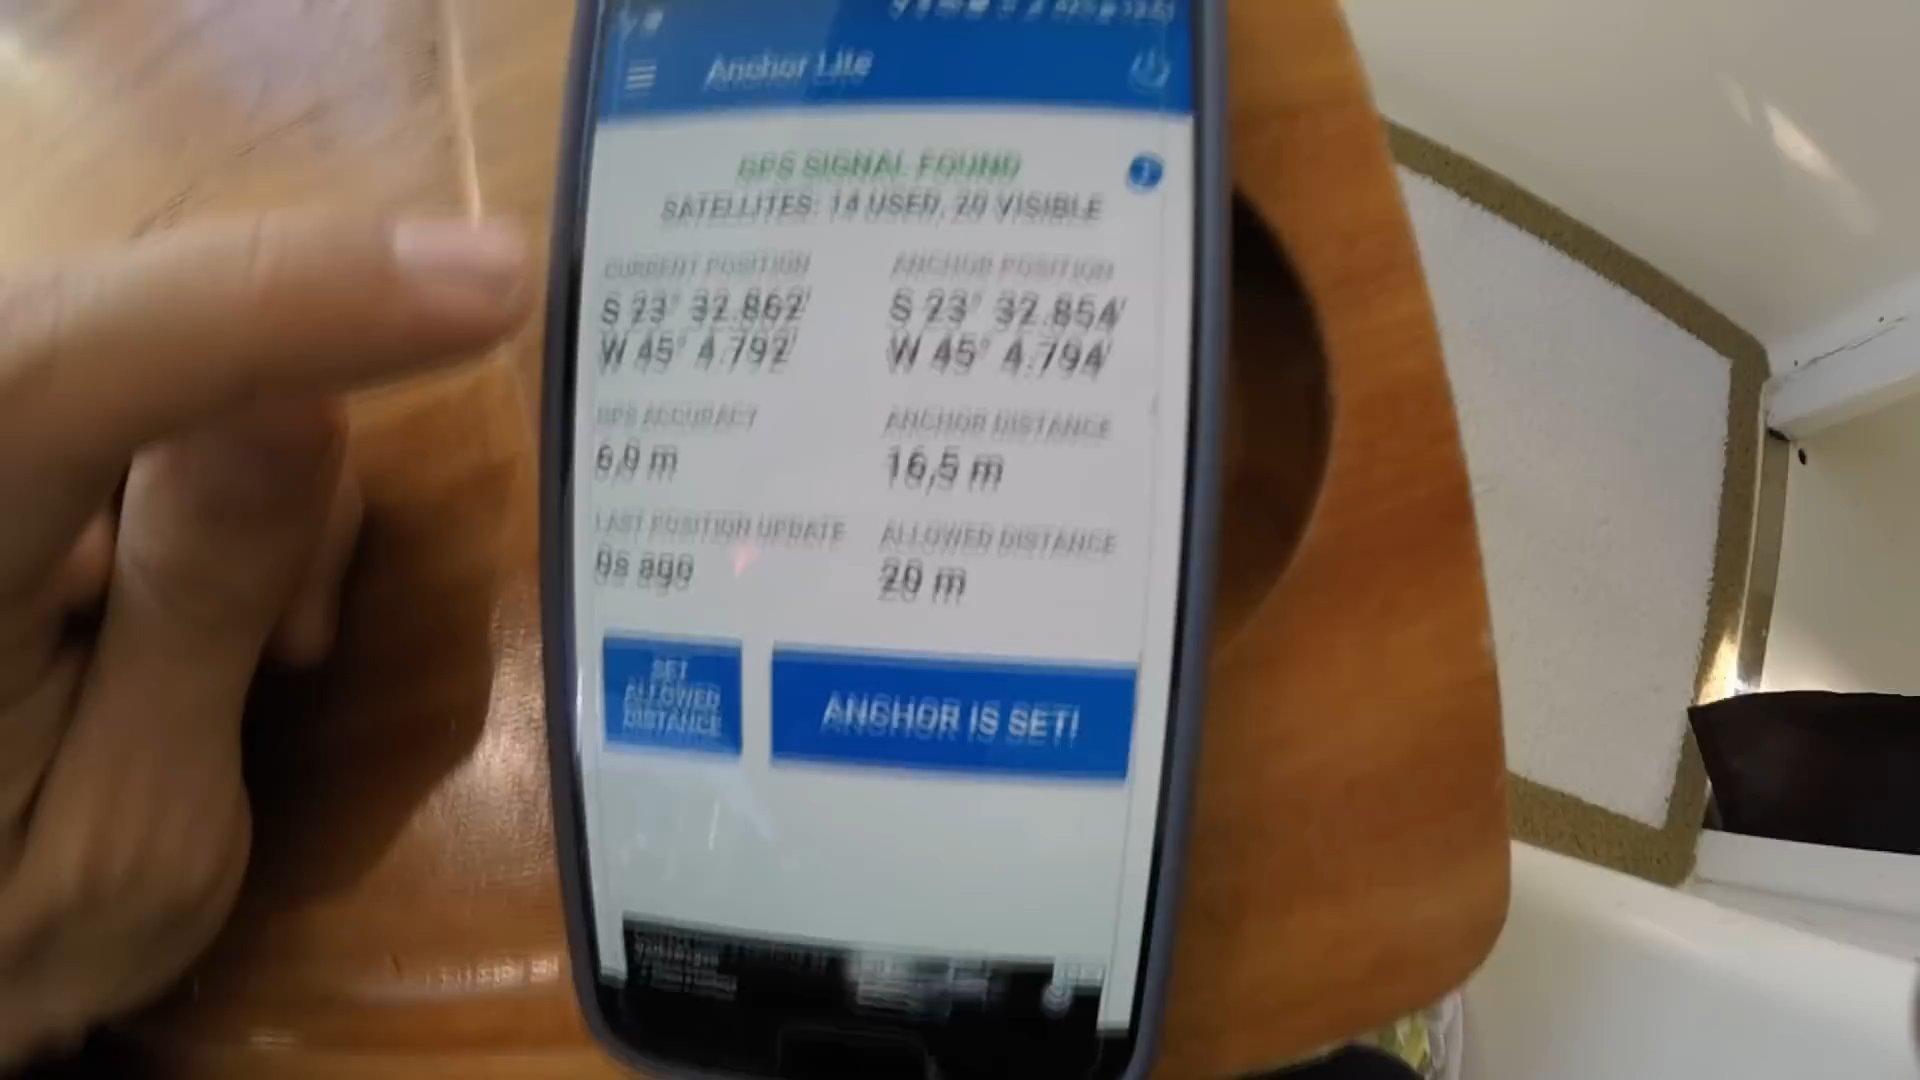 Anchor Lite
GPS SIGNAL FOUND
SATELLITES: 14 USED, 20 VISIBLE
CURRENT POSITION
S 23° 32.862'
W 45° 4.792'
ANCHOR POSITION
S 23° 32.854'
W 45° 4.794'
GPS ACCURACY
6,0 m
ANCHOR DISTANCE
16,5 m
LAST POSITION UPDATE
0s ago
ALLOWED DISTANCE
20 m
SET
ALLOWED
DISTANCE
ANCHOR IS SET!